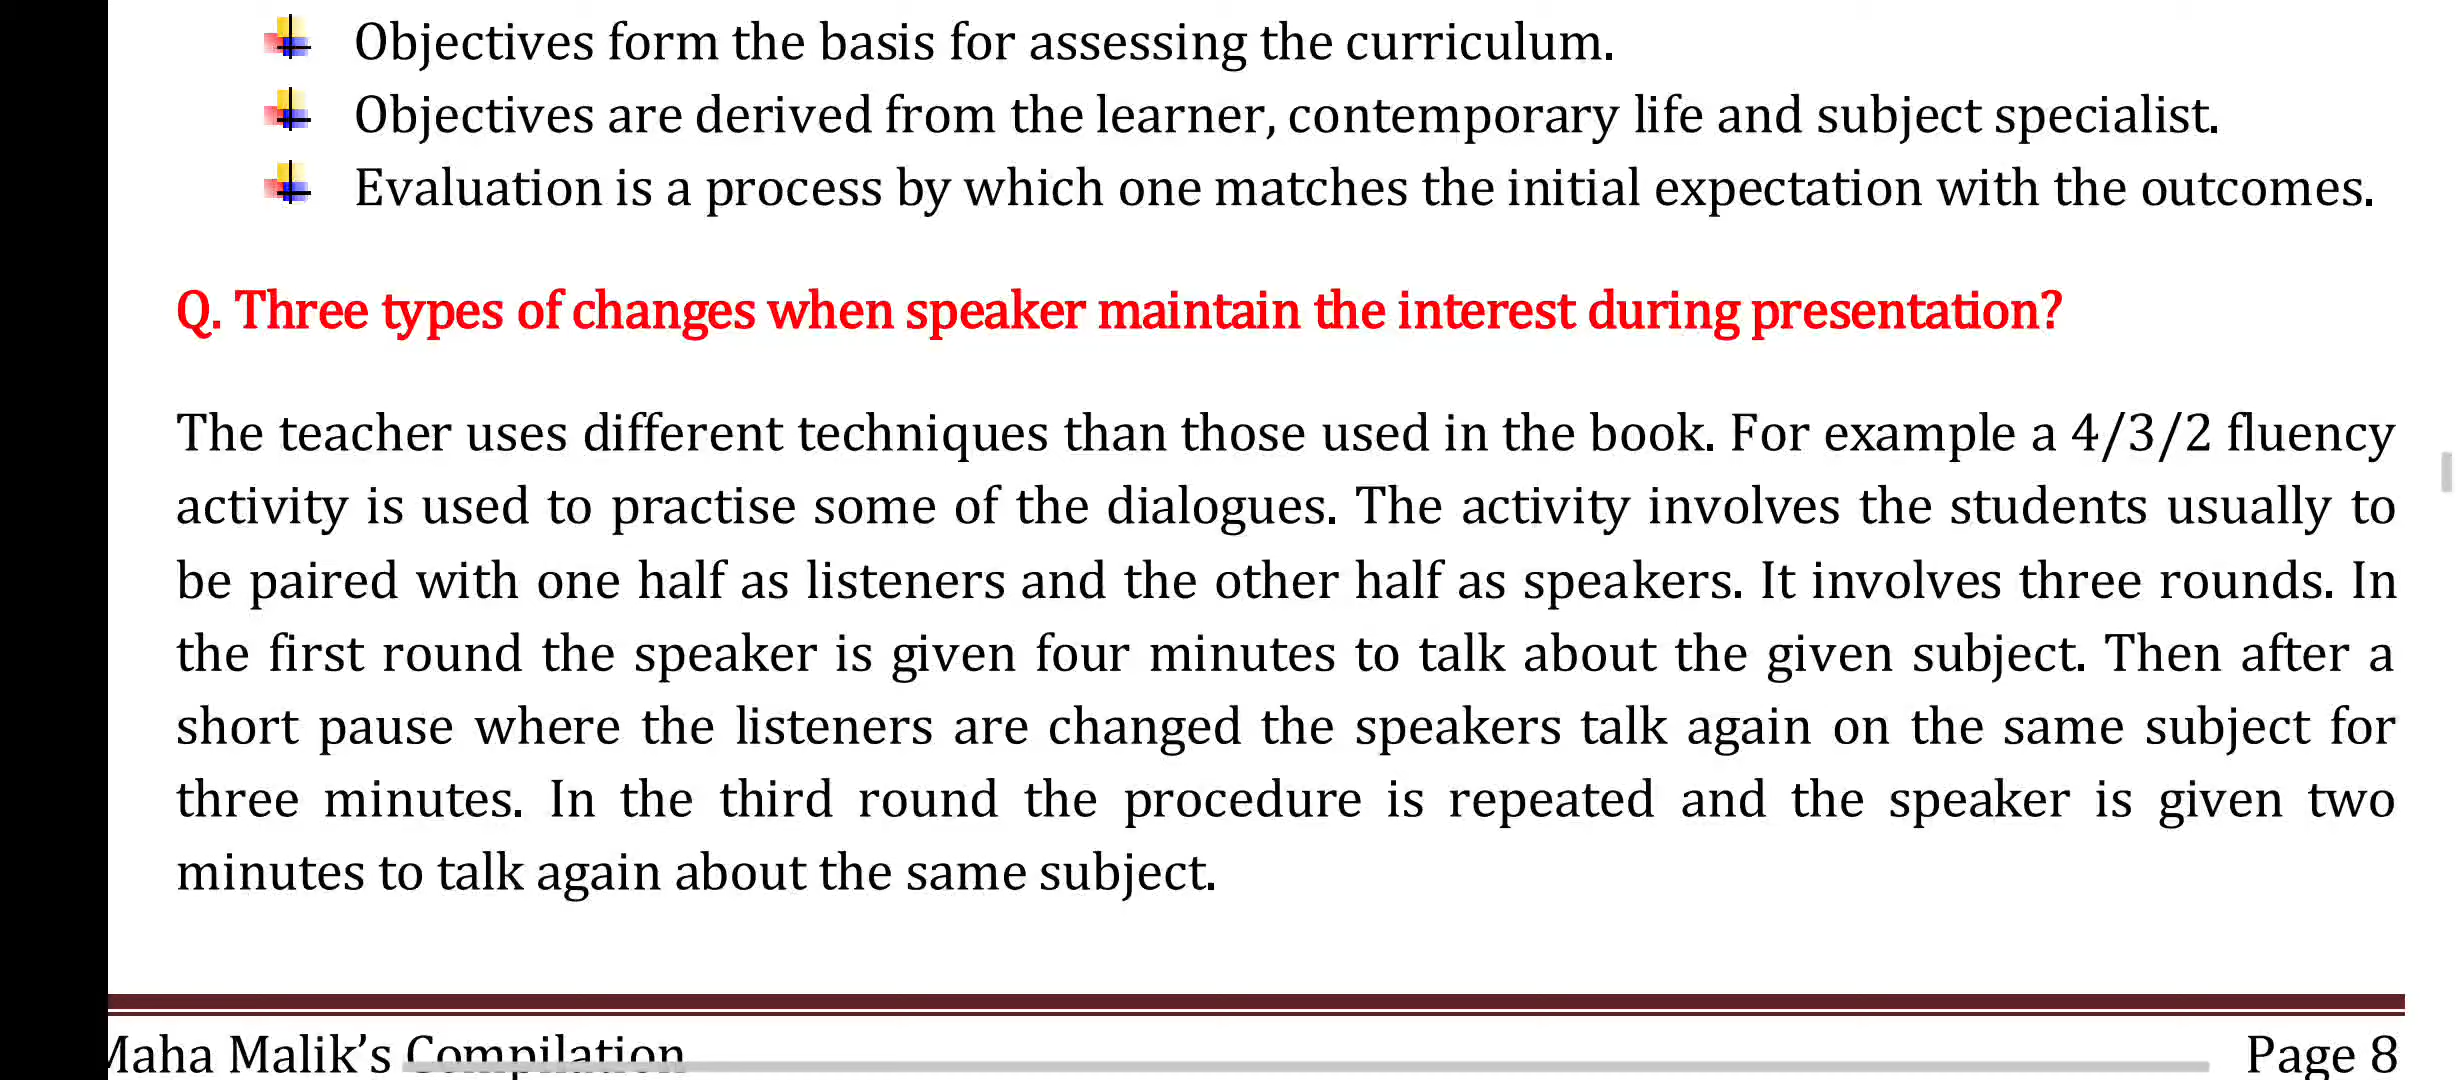 Objectives form the basis for assessing the curriculum.
Objectives are derived from the learner, contemporary life and subject specialist.
Evaluation is a process by which one matches the initial expectation with the outcomes.
Q. Three types of changes when speaker maintain the interest during presentation?
The teacher uses different techniques than those used in the book. For example a 4/3/2 fluency
activity is used to practise some of the dialogues. The activity involves the students usually to
be paired with one half as listeners and the other half as speakers. It involves three rounds. In
the first round the speaker is given four minutes to talk about the given subject. Then after a
short pause where the listeners are changed the speakers talk again on the same subject for
three minutes. In the third round the procedure is repeated and the speaker is given two
minutes to talk again about the same subject.
Maha Malik’s Compilation Page 8